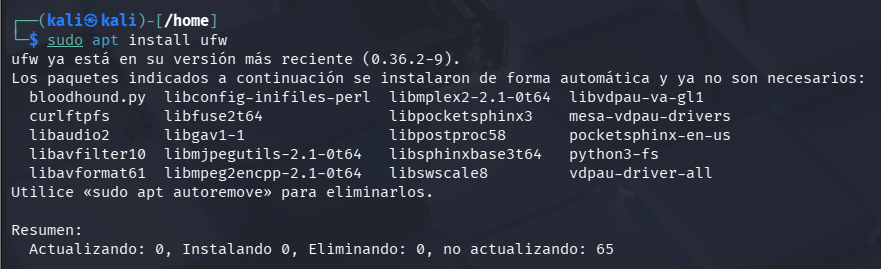 ┌──(kali㉿kali)-[/home]
└─$ sudo apt install ufw
ufw ya está en su versión más reciente (0.36.2-9).
Los paquetes indicados a continuación se instalaron de forma automática y ya no son necesarios:
  bloodhound.py  libconfig-inifiles-perl  libmplex2-2.1-0t64  libvdpau-va-gl1
  curlftpfs      libfuse2t64              libpocketsphinx3    mesa-vdpau-drivers
  libaudio2      libgav1-1                libpostproc58       pocketsphinx-en-us
  libavfilter10  libmjpegutils-2.1-0t64   libsphinxbase3t64   python3-fs
  libavformat61  libmpeg2encpp-2.1-0t64   libswscale8         vdpau-driver-all
Utilice «sudo apt autoremove» para eliminarlos.

Resumen:
  Actualizando: 0, Instalando 0, Eliminando: 0, no actualizando: 65